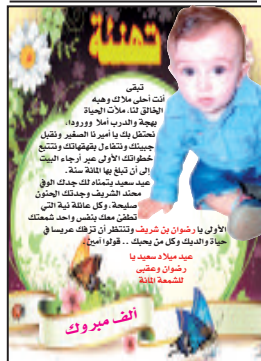 تهنئة
تبقى
أنت أحلى ملاك وهبه
الخالق لنا، ملأت الحياة
بهجة والدرب أملا وورودا،
نحتفل بك يا أميرنا الصغير ونقبل
جبينك ونتفاءل بقهقهاتك ونتتبع
خطواتك الأولى عبر أرجاء البيت
إلى أن تبلغ بها المائة سنة.
عيد سعيد يتمناه لك جدك الوفي
محند الشريف وجدتك الحنون
صليحة، وكل عائلة نية التي
تطفئ معك بنفس واحد شمعتك
الأولى يا رضوان بن شريف وتنتظر أن تزفك عريسا في
حياة والديك وكل من يحبك .. قولوا آمين.
عيد ميلاد سعيد يا
رضوان وعقبى
للشمعة المائة
ألف مبروك